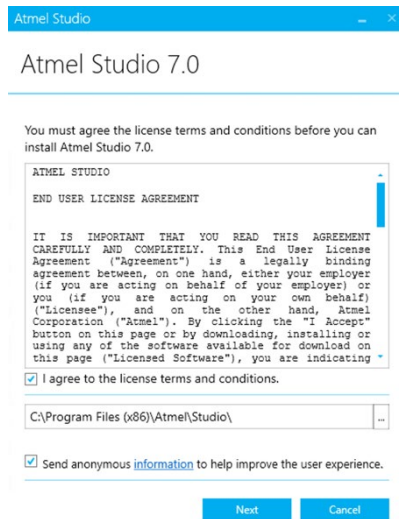 Atmel Studio
Atmel Studio 7.0
You must agree the license terms and conditions before you can
install Atmel Studio 7.0.
ATMEL STUDIO
END USER LICENSE AGREEMENT
IT IS IMPORTANT THAT YOU READ THIS AGREEMENT
CAREFULLY AND COMPLETELY. This End User License
Agreement ("Agreement") is a legally binding
agreement between, on one hand, either your employer
(if you are acting on behalf of your employer) or
you (if you are acting on your own behalf)
("Licensee"), and on the other hand, Atmel
Corporation ("Atmel"). By clicking the "I Accept"
button on this page or by downloading, installing or
using any of the software available for download on
this page ("Licensed Software"), you are indicating
I agree to the license terms and conditions.
C:\Program Files (x86)\Atmel\Studio\
...
Send anonymous information to help improve the user experience.
Next Cancel